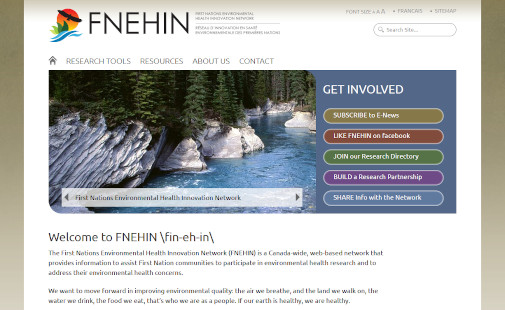 FNEHIN
FIRST NATIONS ENVIRONMENTAL
HEALTH INNOVATION NETWORK
RÉSEAU D'INNOVATION EN SANTÉ
ENVIRONNEMENTALE DES PREMIÈRES NATIONS
FONT SIZE A A A
FRANCAIS
SITEMAP
Search Site...
RESEARCH TOOLS RESOURCES ABOUT US CONTACT
GET INVOLVED
SUBSCRIBE to E-News
LIKE FNEHIN on facebook
JOIN our Research Directory
BUILD a Research Partnership
SHARE info with the Network
First Nations Environmental Health Innovation Network
Welcome to FNEHIN \fin-eh-in\
The First Nations Environmental Health Innovation Network (FNEHIN) is a Canada-wide, web-based network that
provides information to assist First Nation communities to participate in environmental health research and to
address their environmental health concerns.
We want to move forward in improving environmental quality: the air we breathe, and the land we walk on, the
water we drink, the food we eat, that's who we are as a people. If our earth is healthy, we are healthy.